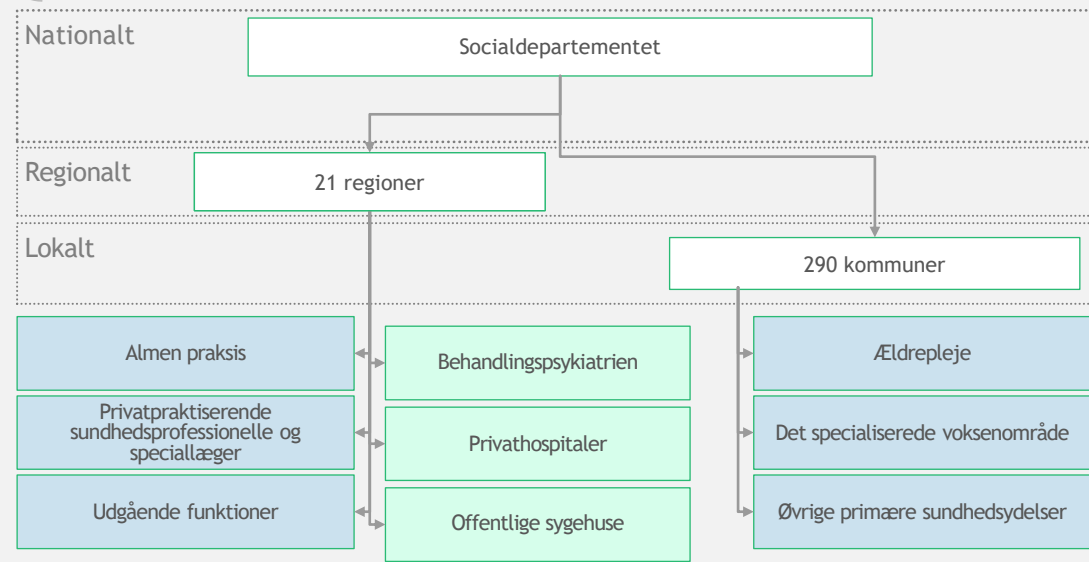 Nationalt
Socialdepartementet
Regionalt
21 regioner
Lokalt
290 kommuner
Almen praksis
Privatpraktiserende
sundhedsprofessionelle og
speciallæger
Udgående funktioner
Behandlingspsykiatrien
Privathospitaler
Offentlige sygehuse
Ældrepleje
Det specialiserede voksenområde
Øvrige primære sundhedsydelser